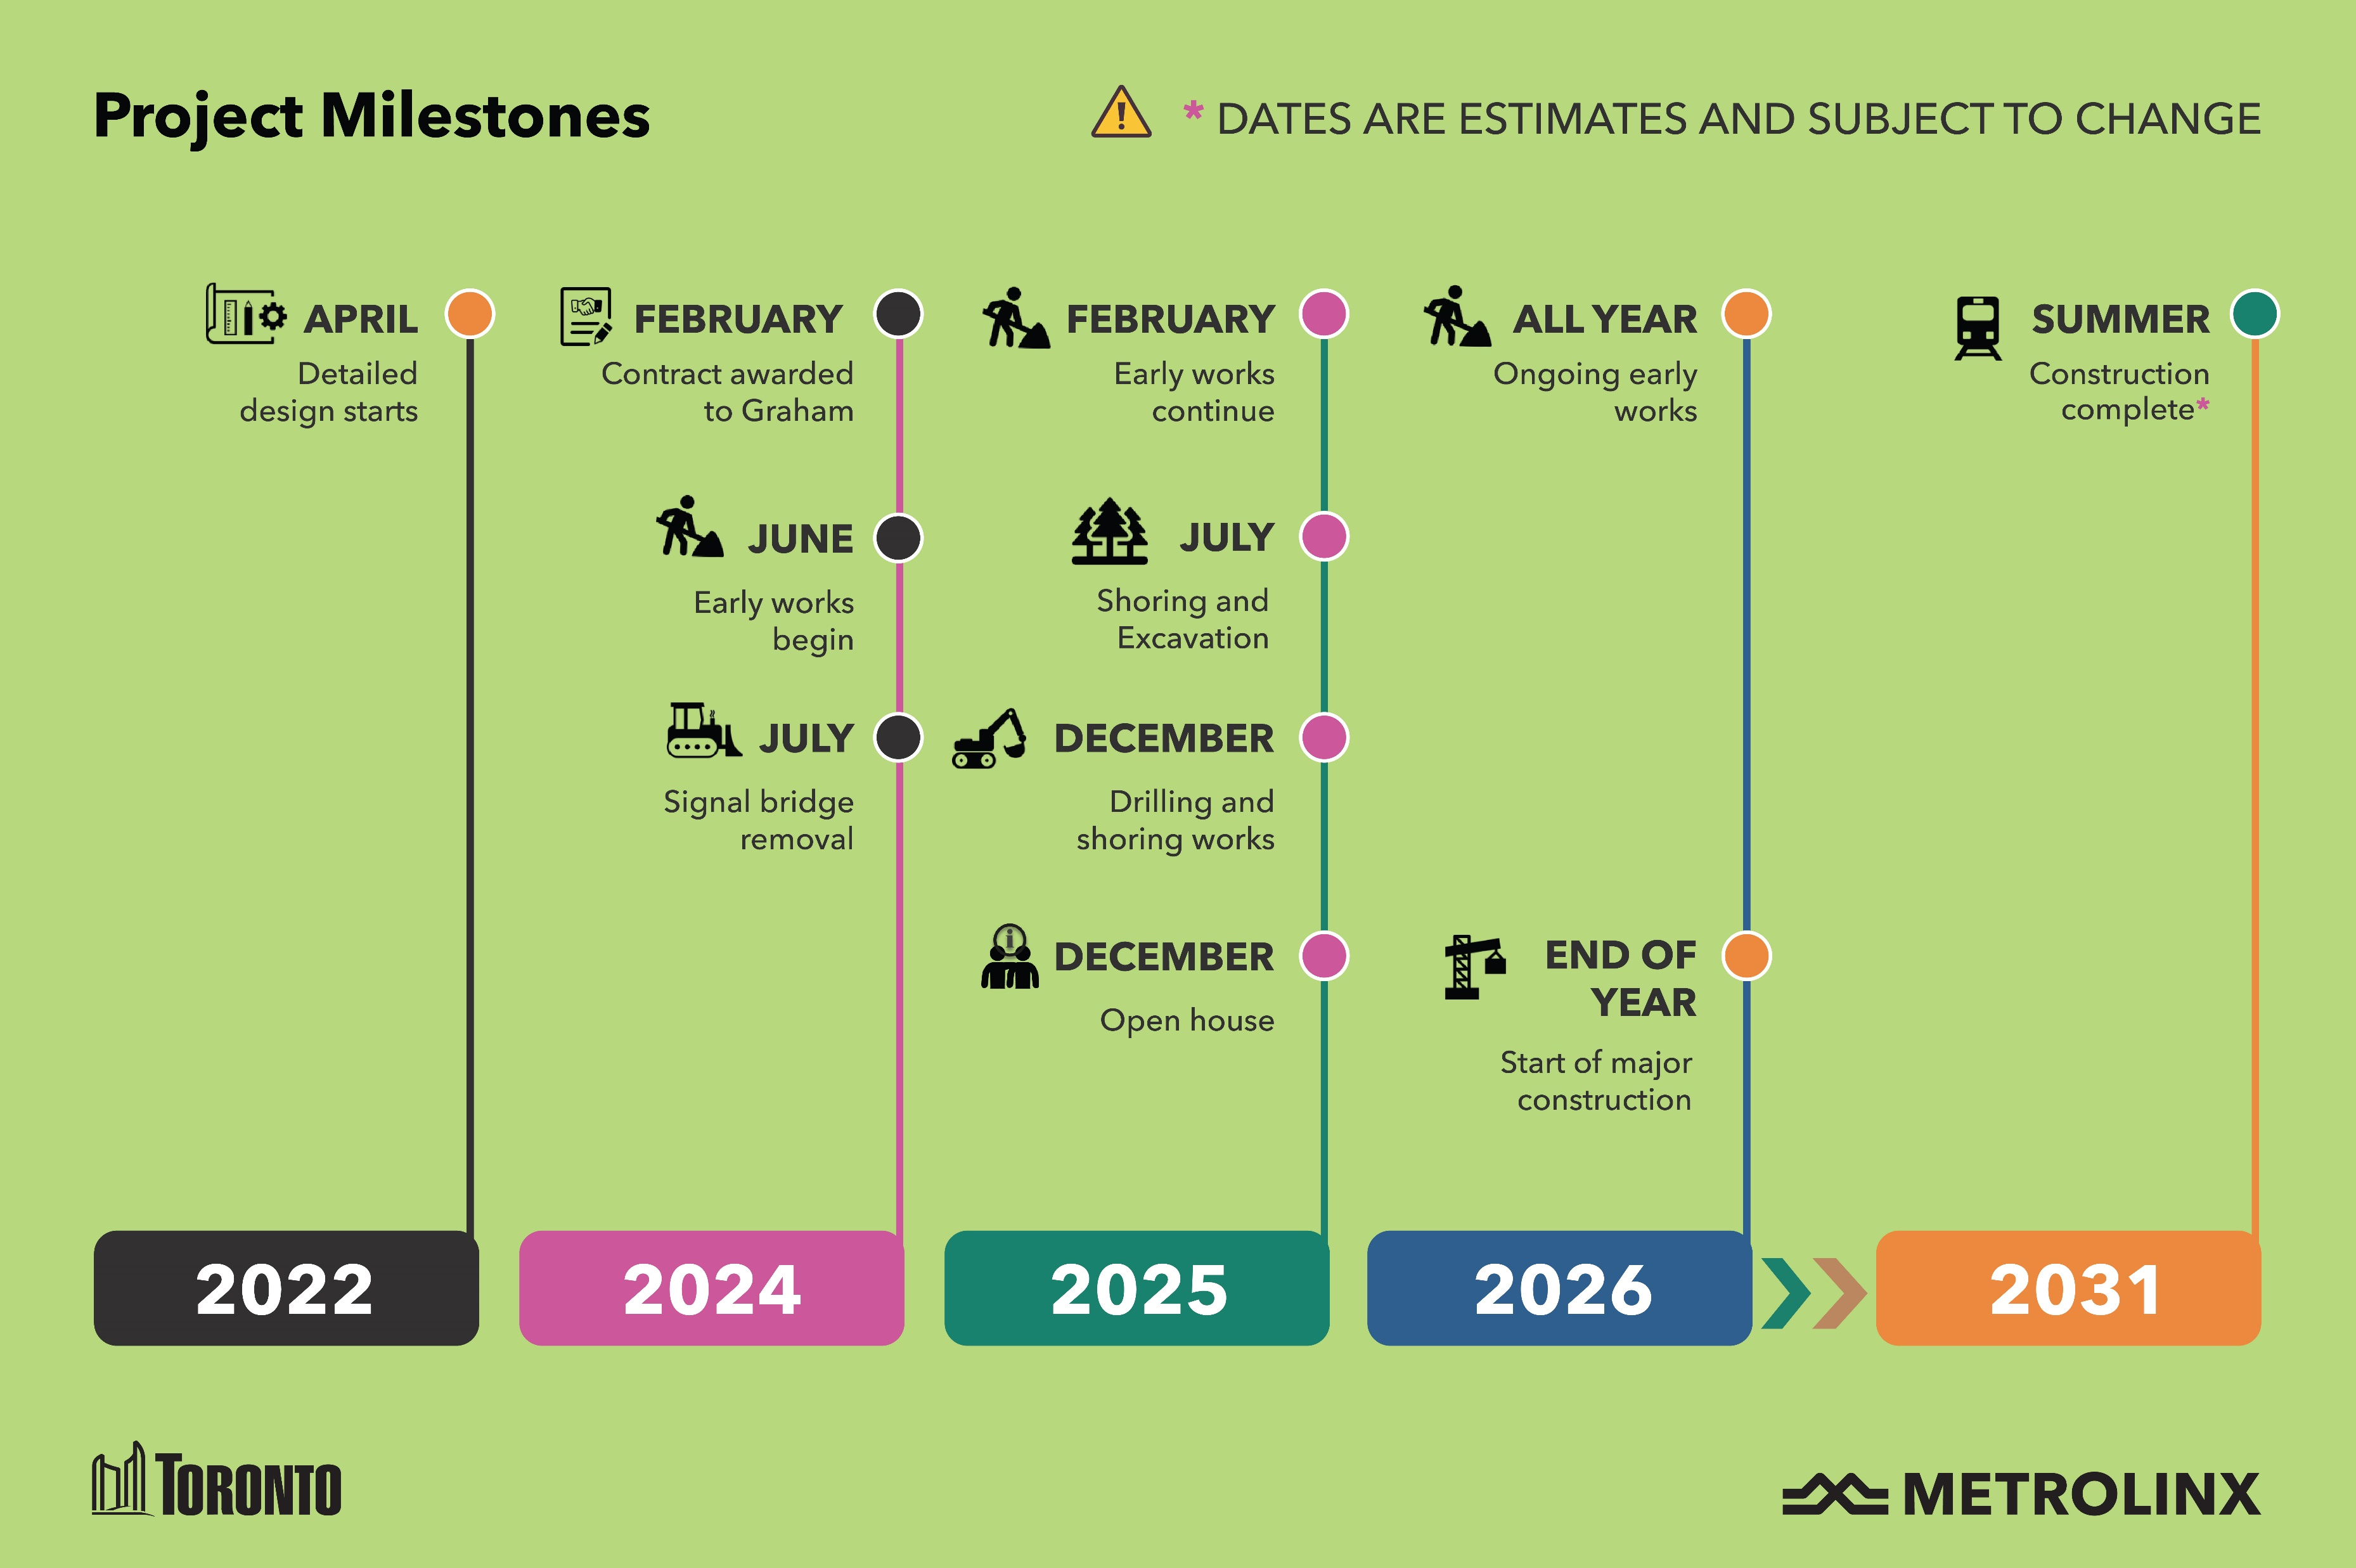 Project Milestones
* DATES ARE ESTIMATES AND SUBJECT TO CHANGE
APRIL
Detailed
design starts
FEBRUARY
Contract awarded
to Graham
JUNE
Early works
begin
JULY
Signal bridge
removal
FEBRUARY
Early works
continue
JULY
Shoring and
Excavation
DECEMBER
Drilling and
shoring works
DECEMBER
Open house
ALL YEAR
Ongoing early
works
END OF
YEAR
Start of major
construction
SUMMER
Construction
complete*
2022
2024
2025
2026
2031
TORONTO
METROLINX